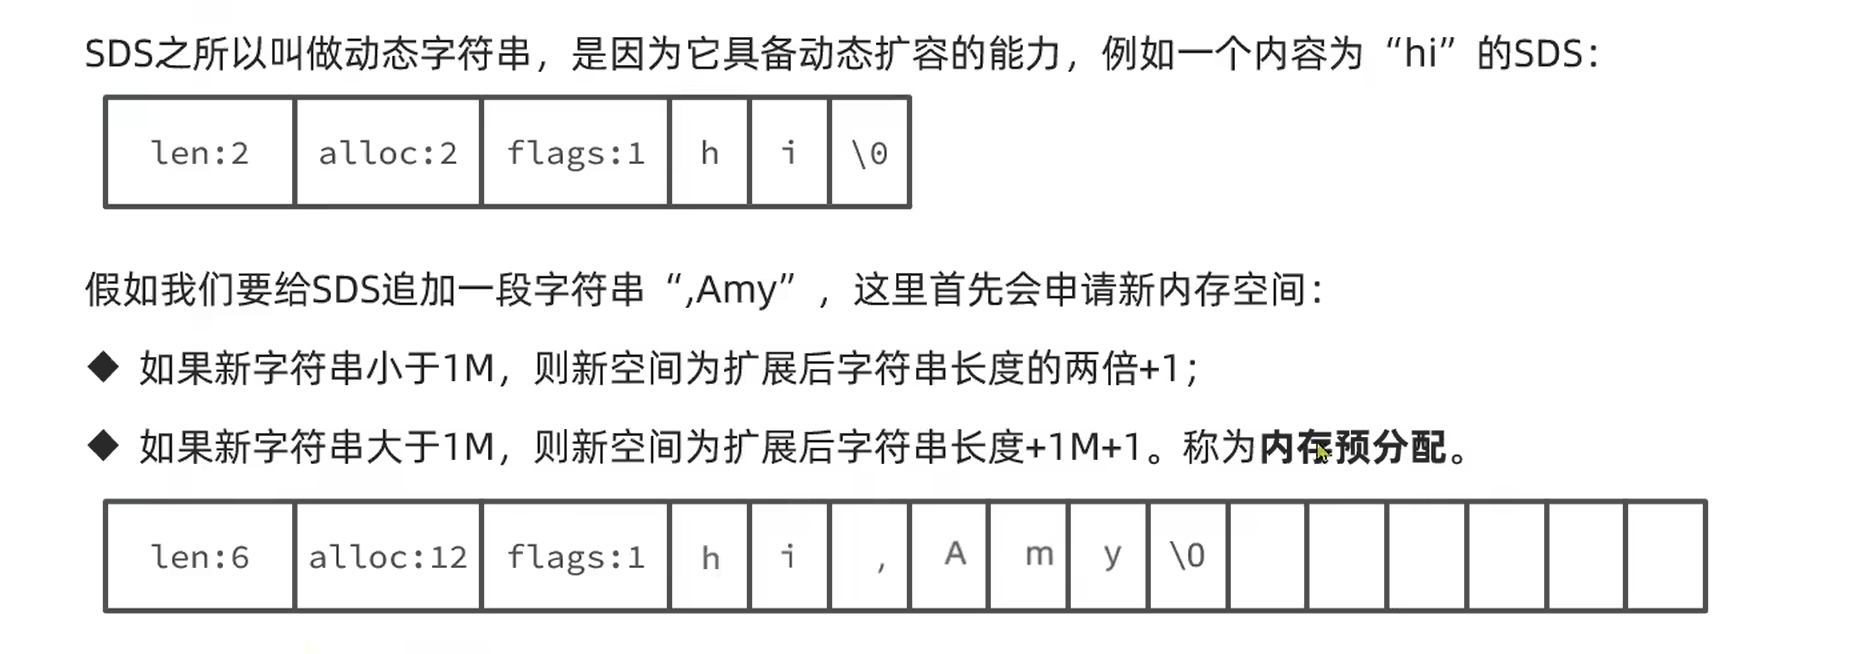 SDS之所以叫做动态字符串，是因为它具备动态扩容的能力，例如一个内容为“hi”的SDS：
len:2 alloc:2 flags:1 h i \0
假如我们要给SDS追加一段字符串“,Amy”，这里首先会申请新内存空间：
◆ 如果新字符串小于1M，则新空间为扩展后字符串长度的两倍+1；
◆ 如果新字符串大于1M，则新空间为扩展后字符串长度+1M+1。称为内存预分配。
len:6 alloc:12 flags:1 h i , A m y \0